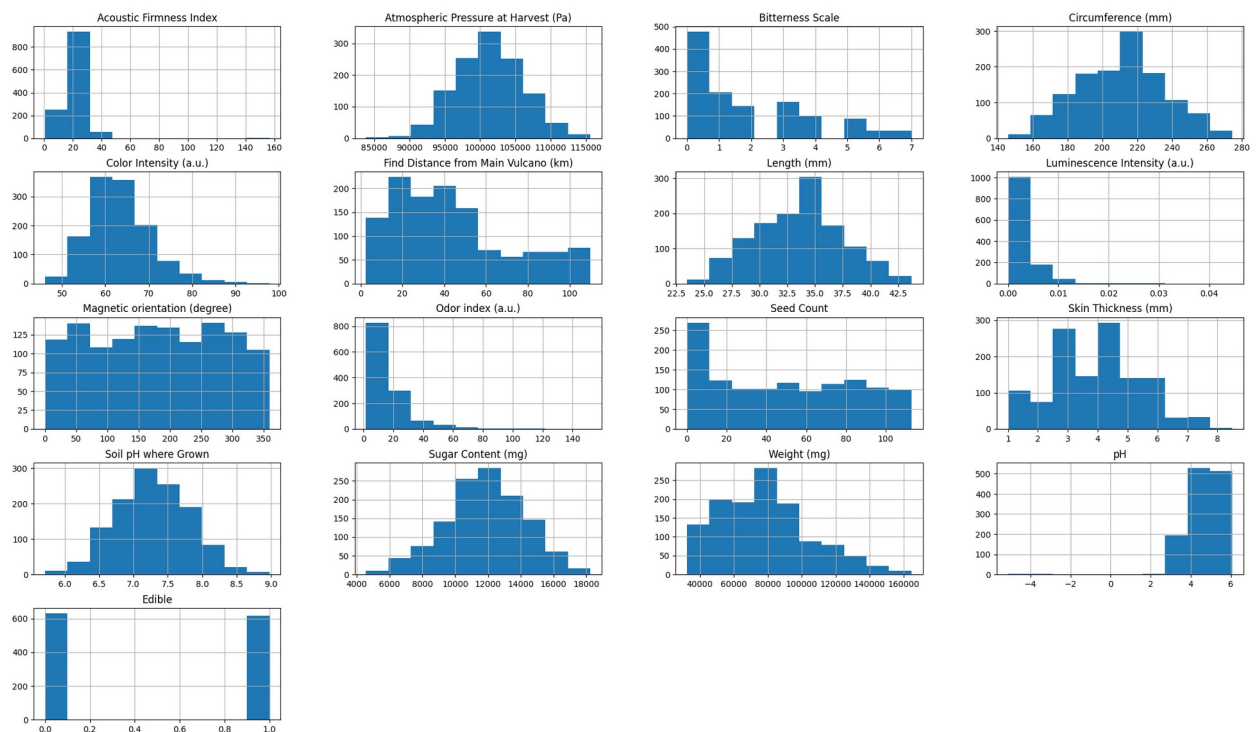 Acoustic Firmness Index
800
600
400
200
0
0 20 40 60 80 100 120 140 160
Atmospheric Pressure at Harvest (Pa)
300
200
100
0
85000 90000 95000 100000 105000 110000 115000
Bitterness Scale
500
400
300
200
100
0
0 1 2 3 4 5 6 7
Circumference (mm)
300
200
100
0
140 160 180 200 220 240 260 280
Color Intensity (a.u.)
300
200
100
0
50 60 70 80 90 100
Find Distance from Main Vulcano (km)
200
150
100
50
0
0 20 40 60 80 100
Length (mm)
300
200
100
0
22.5 25.0 27.5 30.0 32.5 35.0 37.5 40.0 42.5
Luminescence Intensity (a.u.)
1000
800
600
400
200
0
0.00 0.01 0.02 0.03 0.04
Magnetic orientation (degree)
125
100
75
50
25
0
0 50 100 150 200 250 300 350
Odor index (a.u.)
800
600
400
200
0
0 20 40 60 80 100 120 140
Seed Count
250
200
150
100
50
0
0 20 40 60 80 100
Skin Thickness (mm)
300
200
100
0
1 2 3 4 5 6 7 8
Soil pH where Grown
300
200
100
0
6.0 6.5 7.0 7.5 8.0 8.5 9.0
Sugar Content (mg)
250
200
150
100
50
0
4000 6000 8000 10000 12000 14000 16000 18000
Weight (mg)
250
200
150
100
50
0
40000 60000 80000 100000 120000 140000 160000
pH
500
400
300
200
100
0
−4 −2 0 2 4 6
Edible
600
400
200
0
0.0 0.2 0.4 0.6 0.8 1.0